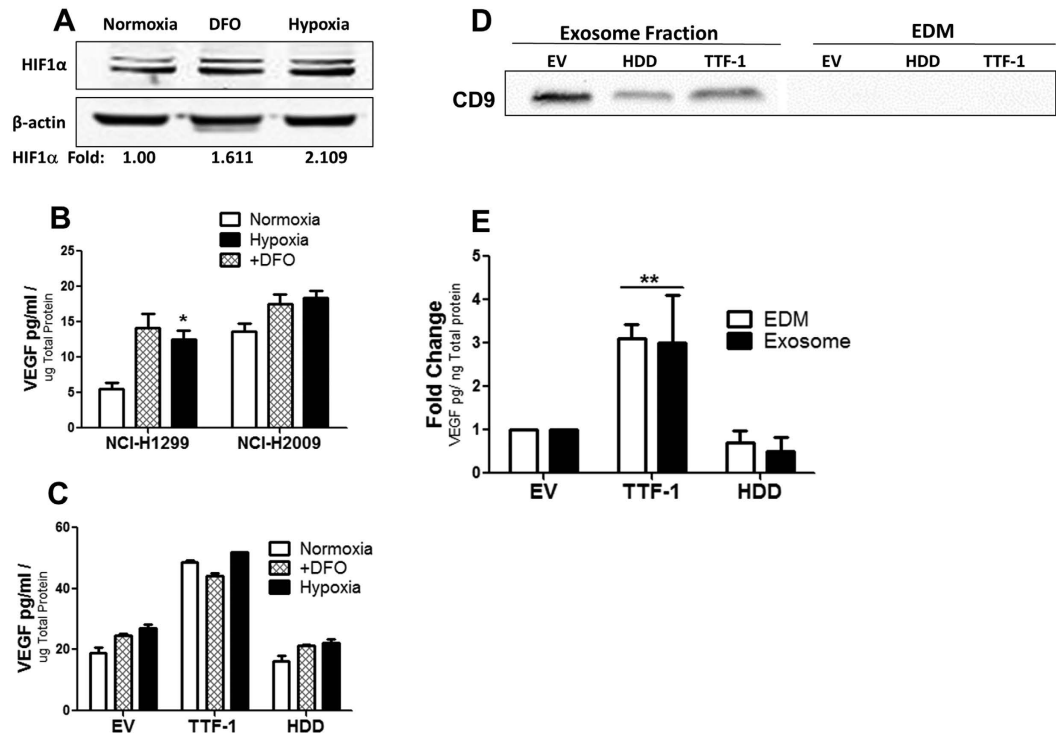 A
Normoxia DFO Hypoxia
HIF1α
β-actin
HIF1α Fold: 1.00 1.611 2.109
B
Normoxia
Hypoxia
+DFO
VEGF pg/ml /
ug Total Protein
25
20
15
10
5
0
*
NCI-H1299 NCI-H2009
C
Normoxia
+DFO
Hypoxia
VEGF pg/ml /
ug Total Protein
60
40
20
0
EV TTF-1 HDD
D
Exosome Fraction EDM
EV HDD TTF-1 EV HDD TTF-1
CD9
E
Fold Change
VEGF pg/ ng Total protein
5
4
3
2
1
0
**
EDM
Exosome
EV TTF-1 HDD